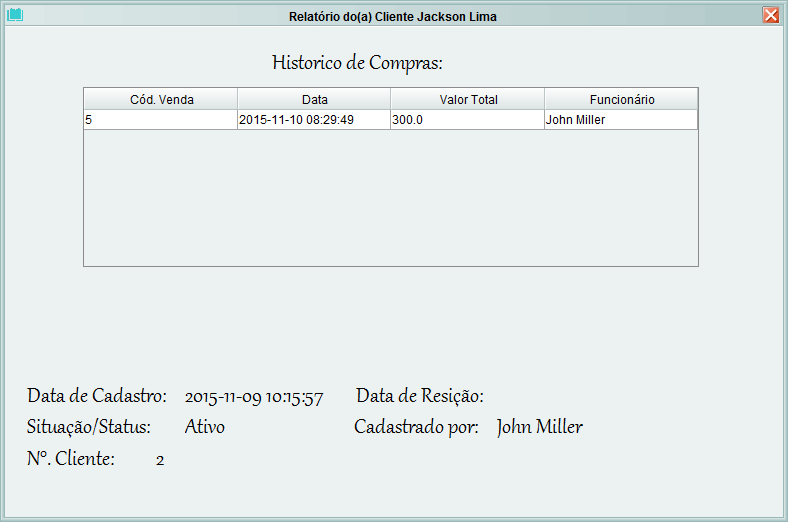 Relatório do(a) Cliente Jackson Lima
Historico de Compras:
Cód. Venda Data Valor Total Funcionário
5 2015-11-10 08:29:49 300.0 John Miller
Data de Cadastro: 2015-11-09 10:15:57 Data de Resição:
Situação/Status: Ativo Cadastrado por: John Miller
Nº. Cliente: 2